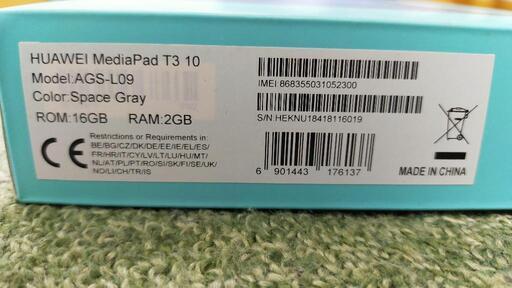 HUAWEI MediaPad T3 10
Model:AGS-L09
Color:Space Gray
ROM:16GB RAM:2GB
CE
Restrictions or Requirements in:
BE/BG/CZ/DK/DE/EE/IE/EL/ES/
FR/HR/IT/CY/LV/LT/LU/HU/MT/
NL/AT/PL/PT/RO/SI/SK/FI/SE/UK/
NO/LI/CH/TR/IS
IMEI:868355031052300
S/N:HEKNU18418116019
6 901443 176137
MADE IN CHINA